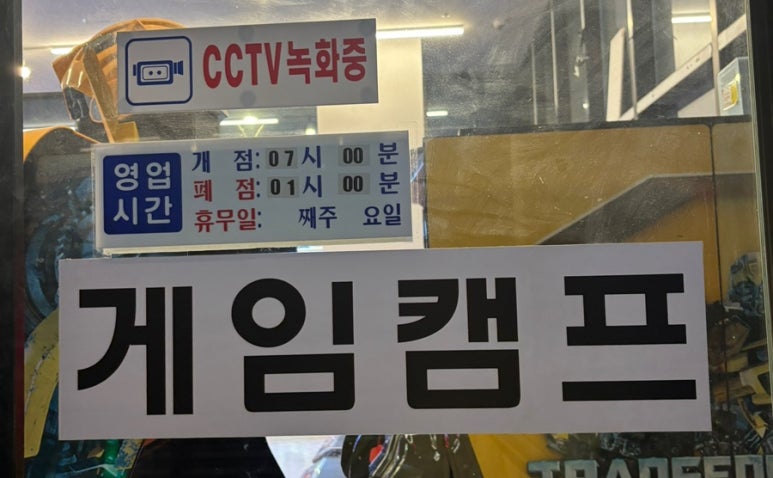 CCTV녹화중
영업
시간
개 점: 07시 00분
폐 점: 01시 00분
휴무일: 째주 요일
게임캠프